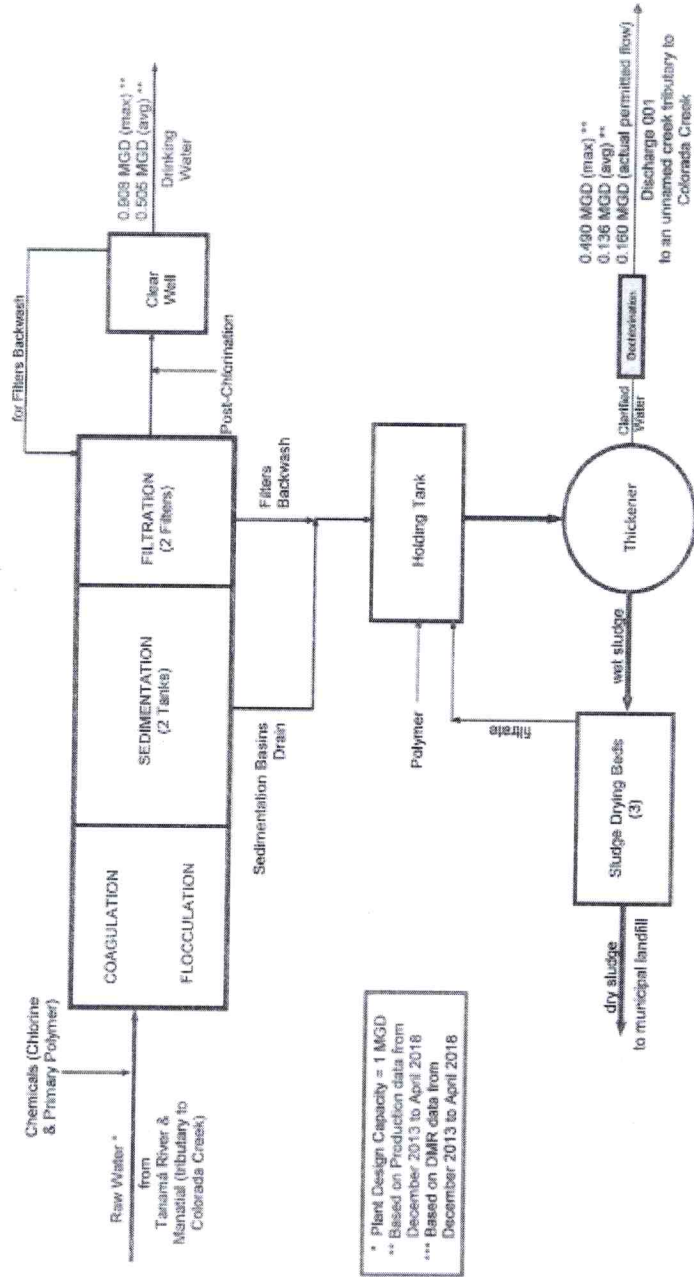 Chemicals (Chlorine
& Primary Polymer)
Raw Water *
from
Tanamá River &
Manatial (tributary to
Colorada Creek)
COAGULATION
FLOCCULATION
SEDIMENTATION
(2 Tanks)
FILTRATION
(2 Filters)
for Filters Backwash
Post-Chlorination
Clear
Well
0.908 MGD (max) **
0.505 MGD (avg) **
Drinking
Water
Sedimentation Basins
Drain
Filters
Backwash
Polymer
Holding Tank
filtrate
Thickener
wet sludge
Sludge Drying Beds
(3)
dry sludge
to municipal landfill
Clarified
Water
Dechlorination
0.490 MGD (max) **
0.136 MGD (avg) **
0.160 MGD (actual permitted flow)
Discharge 001
to an unnamed creek tributary to
Colorada Creek
* Plant Design Capacity = 1 MGD
** Based on Production data from
December 2013 to April 2018
*** Based on DMR data from
December 2013 to April 2018